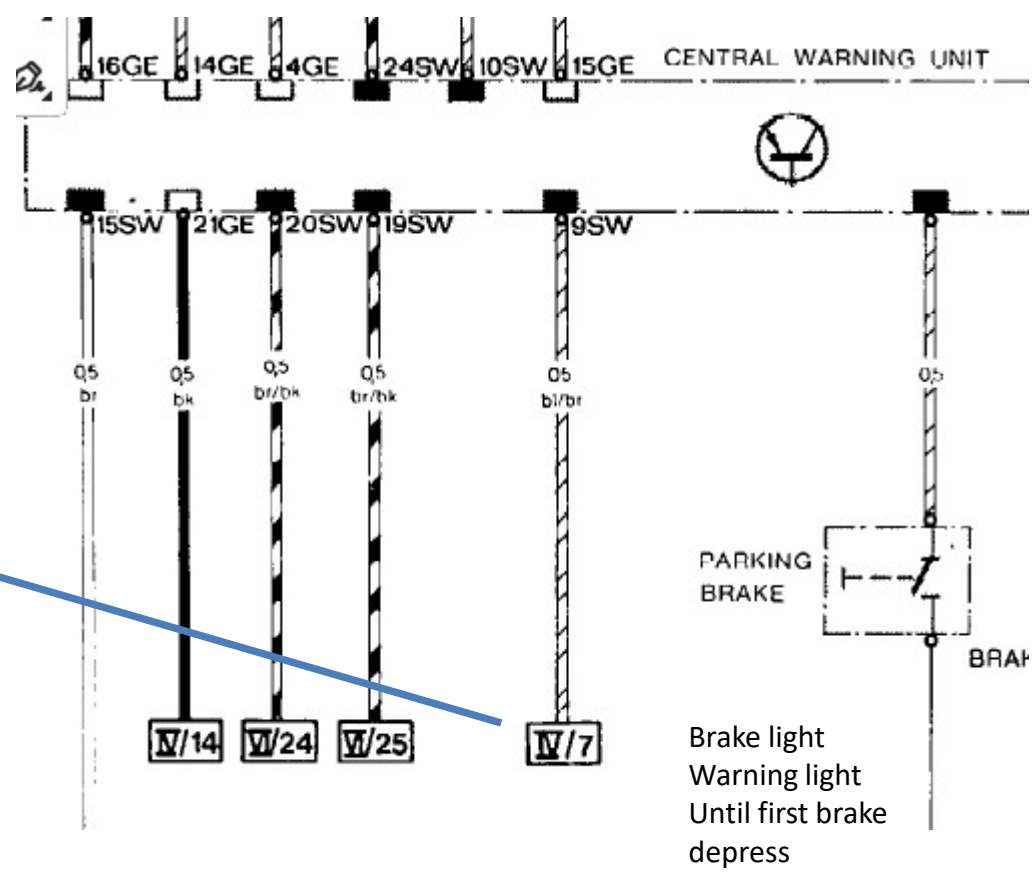 16GE 14GE 4GE 24SW 10SW 15GE CENTRAL WARNING UNIT
15SW 21GE 20SW 19SW 9SW
0,5 0,5 0,5 0,5 05 0,5
br bk br/bk br/bk bl/br
PARKING
BRAKE
BRAK
IV/14 VI/24 VI/25 IV/7
Brake light
Warning light
Until first brake
depress